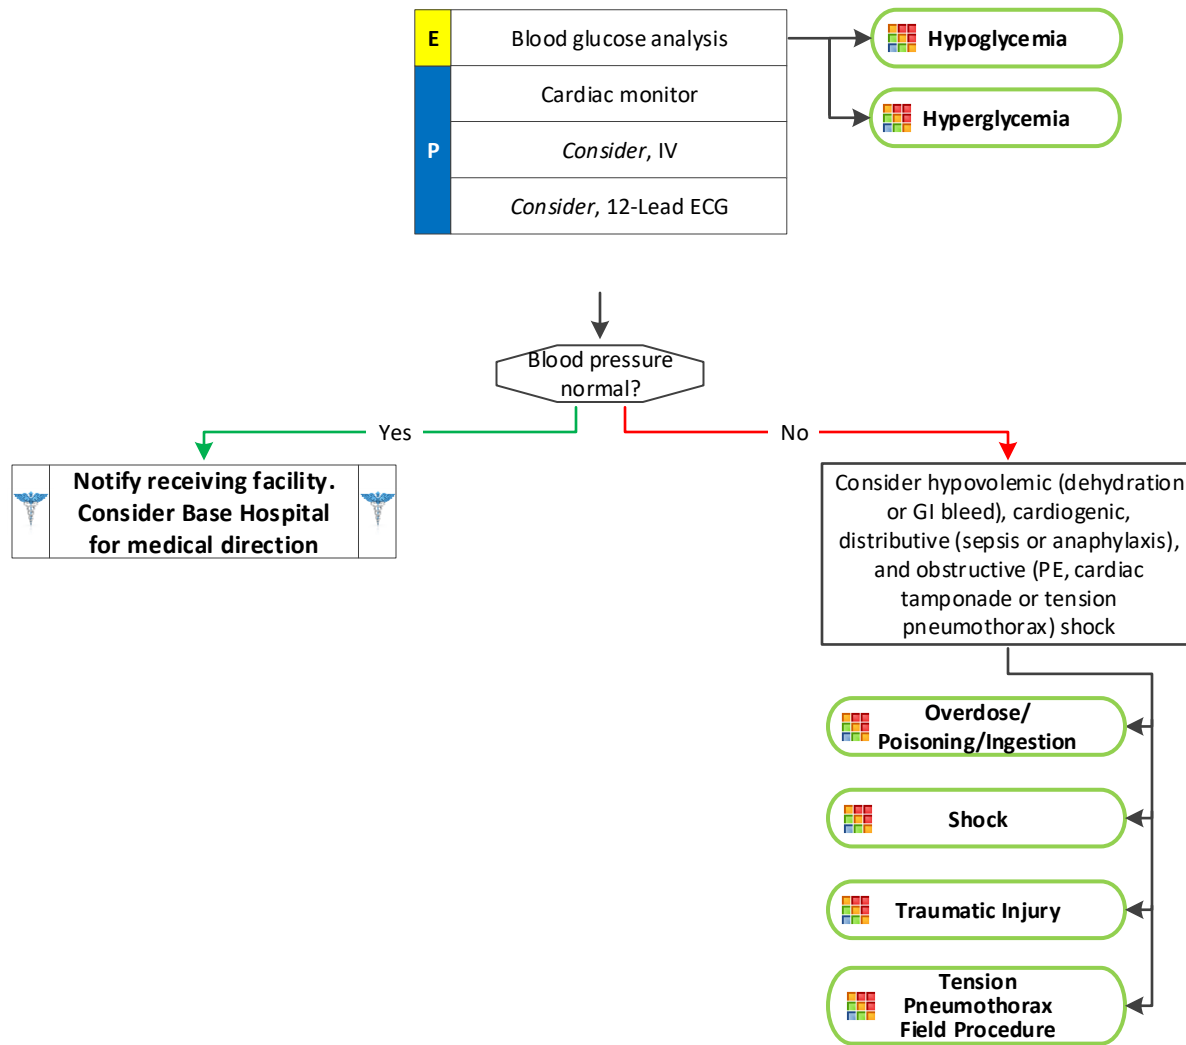 E
Blood glucose analysis
Hypoglycemia
Hyperglycemia
P
Cardiac monitor
Consider, IV
Consider, 12-Lead ECG
Blood pressure
normal?
Yes
No
Notify receiving facility.
Consider Base Hospital
for medical direction
Consider hypovolemic (dehydration
or GI bleed), cardiogenic,
distributive (sepsis or anaphylaxis),
and obstructive (PE, cardiac
tamponade or tension
pneumothorax) shock
Overdose/
Poisoning/Ingestion
Shock
Traumatic Injury
Tension
Pneumothorax
Field Procedure